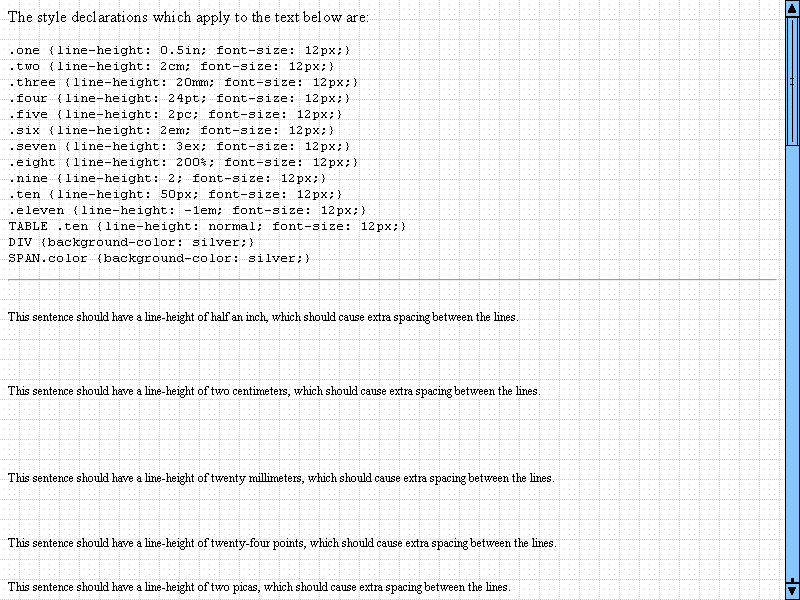 The style declarations which apply to the text below are:
.one {line-height: 0.5in; font-size: 12px;}
.two {line-height: 2cm; font-size: 12px;}
.three {line-height: 20mm; font-size: 12px;}
.four {line-height: 24pt; font-size: 12px;}
.five {line-height: 2pc; font-size: 12px;}
.six {line-height: 2em; font-size: 12px;}
.seven {line-height: 3ex; font-size: 12px;}
.eight {line-height: 200%; font-size: 12px;}
.nine {line-height: 2; font-size: 12px;}
.ten {line-height: 50px; font-size: 12px;}
.eleven {line-height: -1em; font-size: 12px;}
TABLE .ten {line-height: normal; font-size: 12px;}
DIV {background-color: silver;}
SPAN.color {background-color: silver;}
This sentence should have a line-height of half an inch, which should cause extra spacing between the lines.
This sentence should have a line-height of two centimeters, which should cause extra spacing between the lines.
This sentence should have a line-height of twenty millimeters, which should cause extra spacing between the lines.
This sentence should have a line-height of twenty-four points, which should cause extra spacing between the lines.
This sentence should have a line-height of two picas, which should cause extra spacing between the lines.